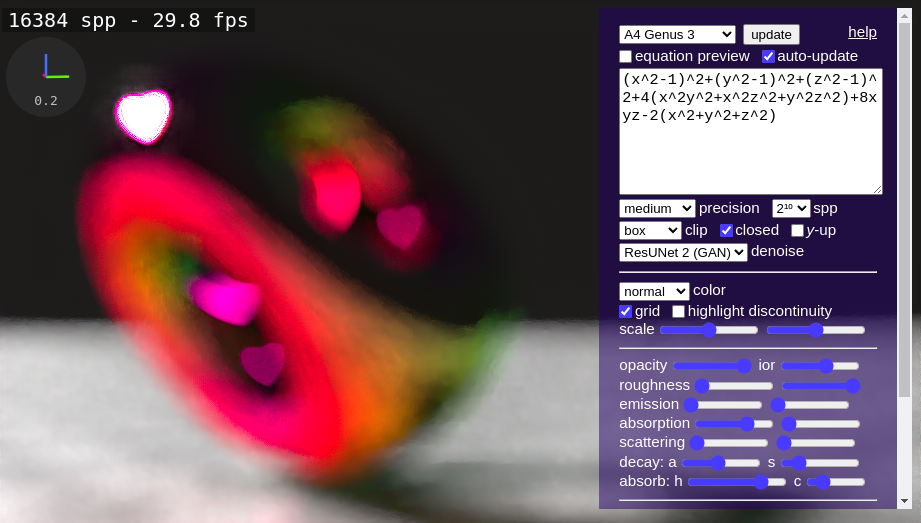 16384 spp - 29.8 fps
0.2
A4 Genus 3 update help
equation preview auto-update
(x^2-1)^2+(y^2-1)^2+(z^2-1)^
2+4(x^2y^2+x^2z^2+y^2z^2)+8x
yz-2(x^2+y^2+z^2)
medium precision 2¹⁰ spp
box clip closed y-up
ResUNet 2 (GAN) denoise
normal color
grid highlight discontinuity
scale
opacity ior
roughness
emission
absorption
scattering
decay: a s
absorb: h c